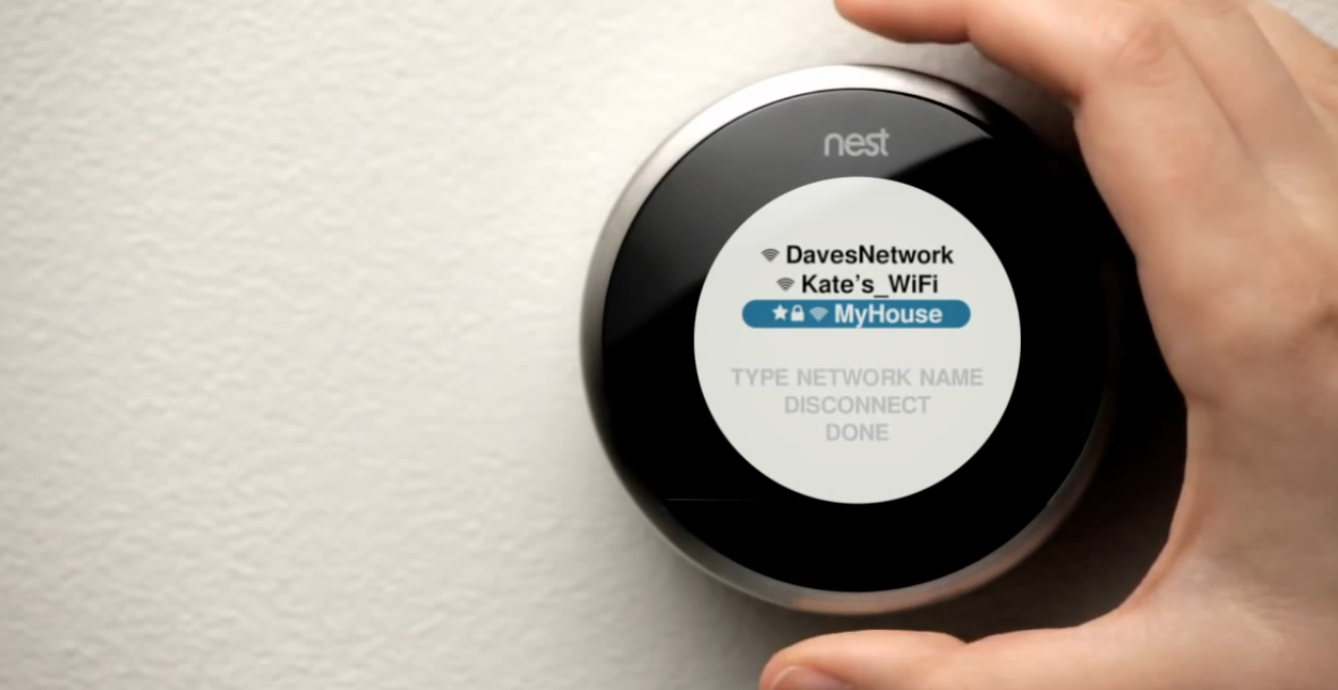 nest
DavesNetwork
Kate’s_WiFi
MyHouse
TYPE NETWORK NAME
DISCONNECT
DONE